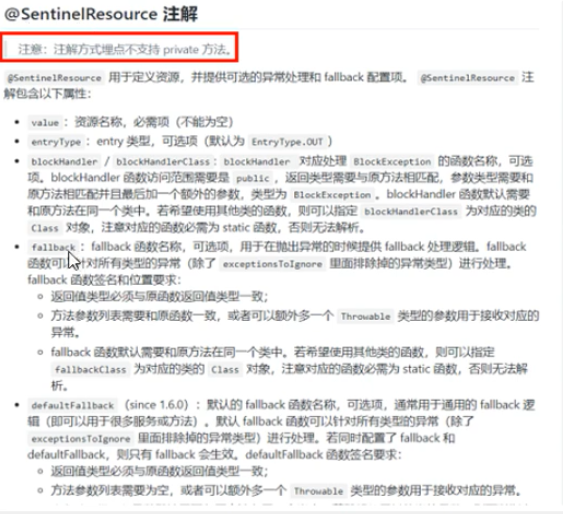 @SentinelResource 注解
注意：注解方式埋点不支持 private 方法。
@SentinelResource 用于定义资源，并提供可选的异常处理和 fallback 配置项。 @SentinelResource 注
解包含以下属性：
value ：资源名称，必需项（不能为空）
entryType ：entry 类型，可选项（默认为 EntryType.OUT ）
blockHandler / blockHandlerClass : blockHandler 对应处理 BlockException 的函数名称，可选
项。blockHandler 函数访问范围需要是 public ，返回类型需要与原方法相匹配，参数类型需要和
原方法相匹配并且最后加一个额外的参数，类型为 BlockException 。blockHandler 函数默认需要
和原方法在同一个类中。若希望使用其他类的函数，则可以指定 blockHandlerClass 为对应的类的
Class 对象，注意对应的函数必需为 static 函数，否则无法解析。
fallback ：fallback 函数名称，可选项，用于在抛出异常的时候提供 fallback 处理逻辑。fallback
函数可以针对所有类型的异常（除了 exceptionsToIgnore 里面排除掉的异常类型）进行处理。
fallback 函数签名和位置要求：
返回值类型必须与原函数返回值类型一致；
方法参数列表需要和原函数一致，或者可以额外多一个 Throwable 类型的参数用于接收对应的
异常。
fallback 函数默认需要和原方法在同一个类中。若希望使用其他类的函数，则可以指定
fallbackClass 为对应的类的 Class 对象，注意对应的函数必需为 static 函数，否则无法解
析。
defaultFallback （since 1.6.0）：默认的 fallback 函数名称，可选项，通常用于通用的 fallback 逻
辑（即可以用于很多服务或方法）。默认 fallback 函数可以针对所有类型的异常（除了
exceptionsToIgnore 里面排除掉的异常类型）进行处理。若同时配置了 fallback 和
defaultFallback，则只有 fallback 会生效。defaultFallback 函数签名要求：
返回值类型必须与原函数返回值类型一致；
方法参数列表需要为空，或者可以额外多一个 Throwable 类型的参数用于接收对应的异常。